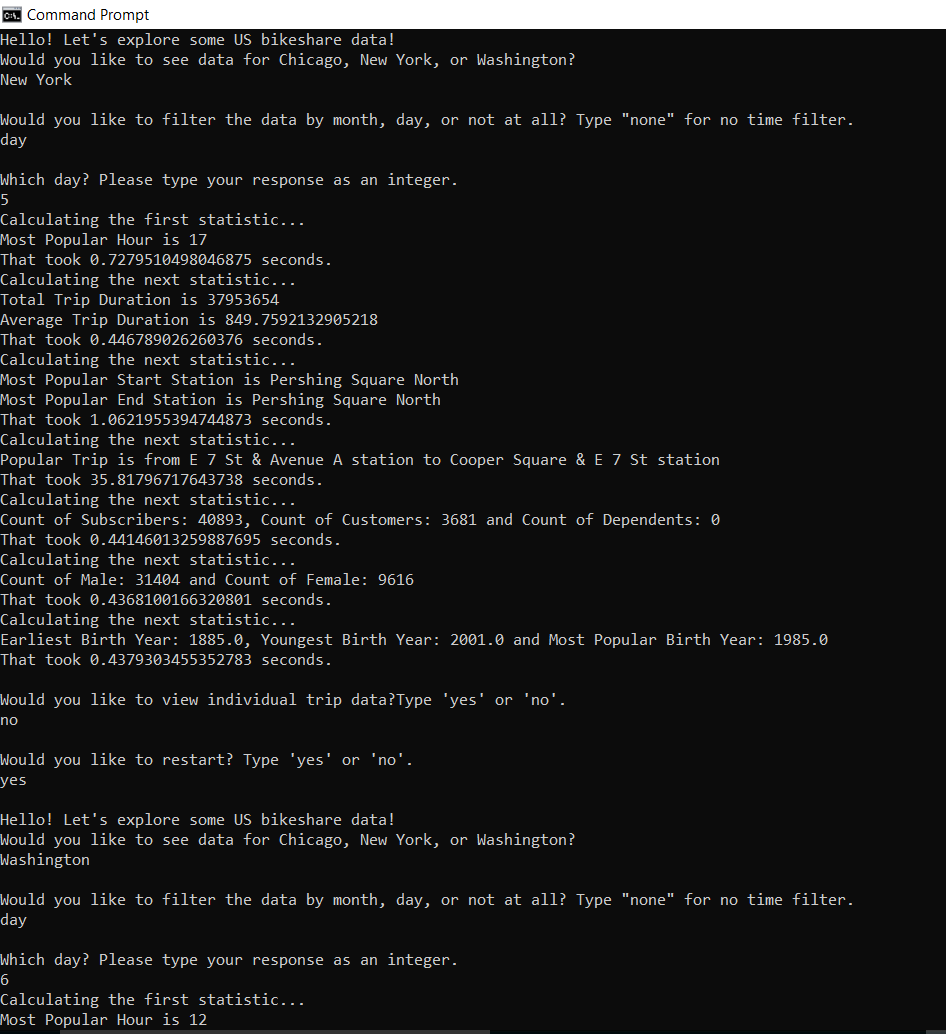 Command Prompt
Hello! Let's explore some US bikeshare data!
Would you like to see data for Chicago, New York, or Washington?
New York
Would you like to filter the data by month, day, or not at all? Type "none" for no time filter.
day
Which day? Please type your response as an integer.
5
Calculating the first statistic...
Most Popular Hour is 17
That took 0.7279510498046875 seconds.
Calculating the next statistic...
Total Trip Duration is 37953654
Average Trip Duration is 849.7592132905218
That took 0.446789026260376 seconds.
Calculating the next statistic...
Most Popular Start Station is Pershing Square North
Most Popular End Station is Pershing Square North
That took 1.0621955394744873 seconds.
Calculating the next statistic...
Popular Trip is from E 7 St & Avenue A station to Cooper Square & E 7 St station
That took 35.81796717643738 seconds.
Calculating the next statistic...
Count of Subscribers: 40893, Count of Customers: 3681 and Count of Dependents: 0
That took 0.44146013259887695 seconds.
Calculating the next statistic...
Count of Male: 31404 and Count of Female: 9616
That took 0.4368100166320801 seconds.
Calculating the next statistic...
Earliest Birth Year: 1885.0, Youngest Birth Year: 2001.0 and Most Popular Birth Year: 1985.0
That took 0.4379303455352783 seconds.
Would you like to view individual trip data?Type 'yes' or 'no'.
no
Would you like to restart? Type 'yes' or 'no'.
yes
Hello! Let's explore some US bikeshare data!
Would you like to see data for Chicago, New York, or Washington?
Washington
Would you like to filter the data by month, day, or not at all? Type "none" for no time filter.
day
Which day? Please type your response as an integer.
6
Calculating the first statistic...
Most Popular Hour is 12